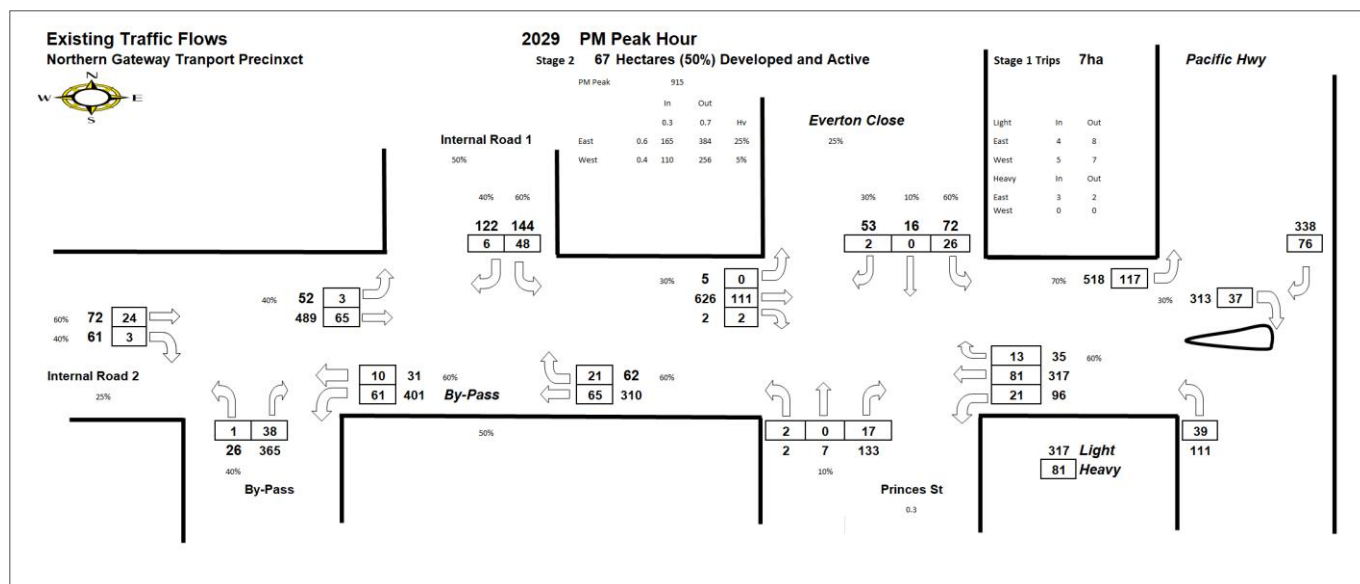 Existing Traffic Flows
2029 PM Peak Hour
Northern Gateway Tranport Precinxct
Stage 2 67 Hectares (50%) Developed and Active
Stage 1 Trips 7ha
Pacific Hwy
N
W E
S
PM Peak 915
In Out
0.3 0.7 Hv
East 0.6 165 384 25%
West 0.4 110 256 5%
Light In Out
East 4 8
West 5 7
Heavy In Out
East 3 2
West 0 0
Internal Road 1
50%
Everton Close
25%
40% 60%
122 144
6 48
30% 10% 60%
53 16 72
2 0 26
338
76
40% 52 3
489 65
30% 5 0
626 111
2 2
70% 518 117
30% 313 37
60% 72 24
40% 61 3
Internal Road 2
25%
10 31 60%
61 401 By-Pass
21 62 60%
65 310
50%
13 35 60%
81 317
21 96
1 38
26 365
40%
By-Pass
2 0 17
2 7 133
10%
Princes St
0.3
39
111
317 Light
81 Heavy